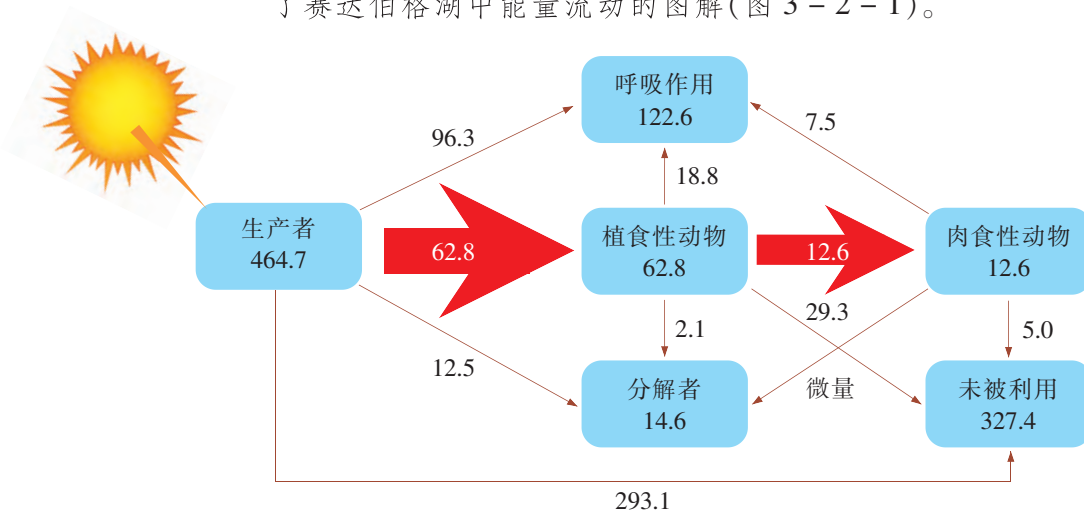 了赛达伯格湖中能量流动的图解(图 3-2-1)。
呼吸作用
122.6
96.3
7.5
18.8
生产者
464.7
62.8
植食性动物
62.8
12.6
肉食性动物
12.6
29.3
2.1
5.0
12.5
分解者
14.6
微量
未被利用
327.4
293.1